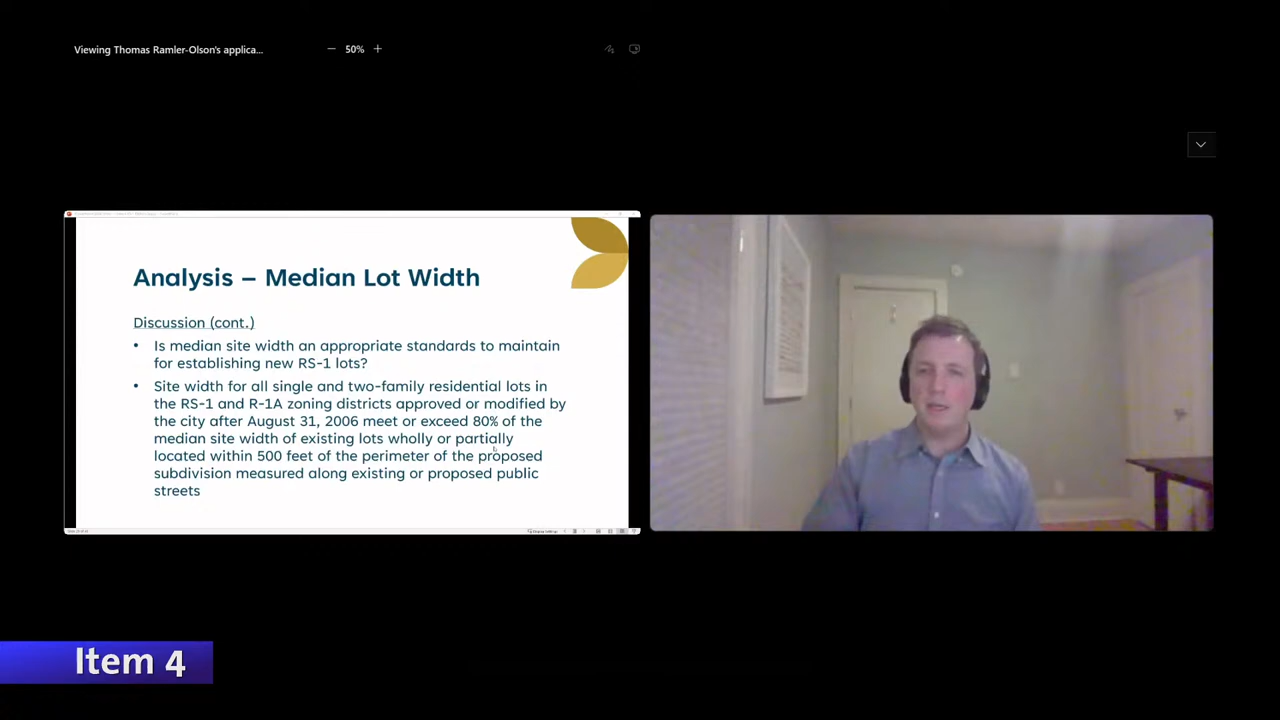 Viewing Thomas Ramler-Olson's applica...
50%
Analysis – Median Lot Width
Discussion (cont.)
• Is median site width an appropriate standards to maintain
for establishing new RS-1 lots?
• Site width for all single and two-family residential lots in
the RS-1 and R-1A zoning districts approved or modified by
the city after August 31, 2006 meet or exceed 80% of the
median site width of existing lots wholly or partially
located within 500 feet of the perimeter of the proposed
subdivision measured along existing or proposed public
streets
Item 4